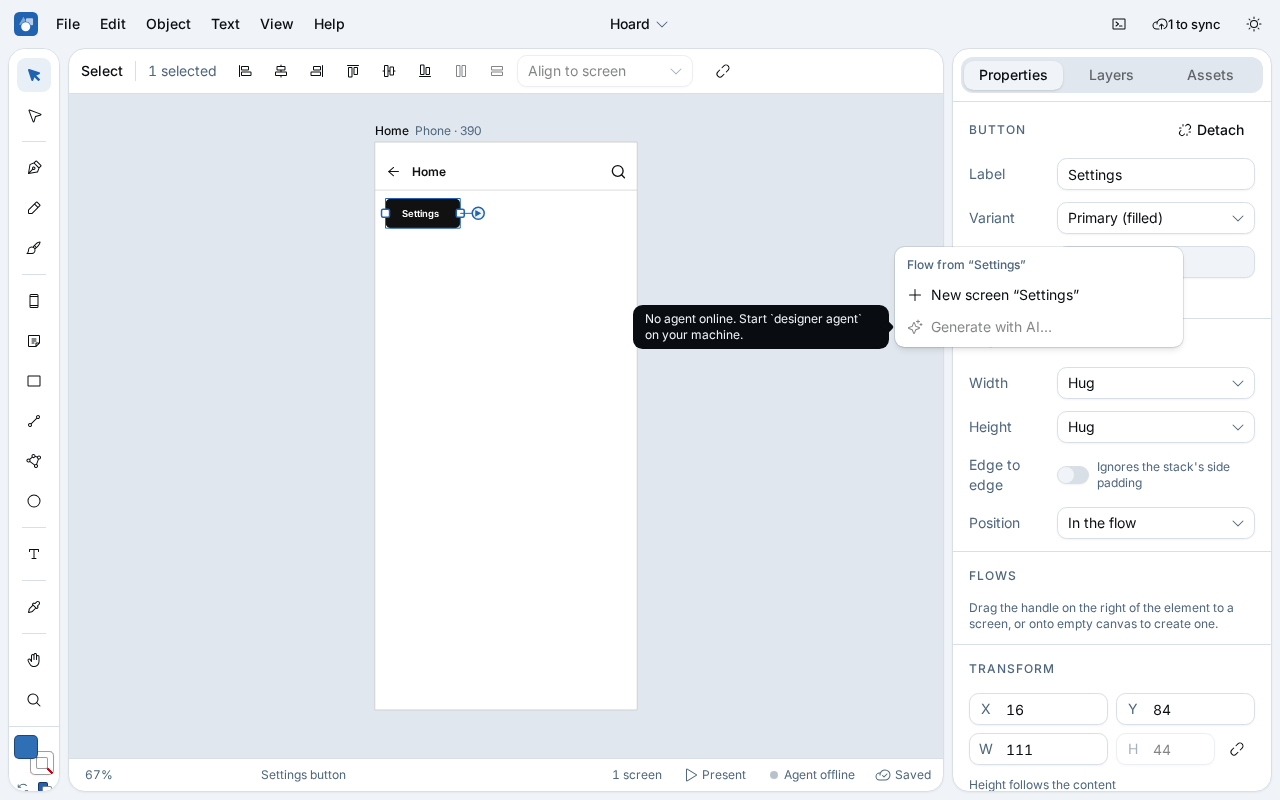 File Edit Object Text View Help
Hoard
1 to sync
Select
1 selected
Align to screen
Properties
Layers
Assets
Home Phone · 390
Home
Settings
BUTTON
Detach
Label
Settings
Variant
Primary (filled)
Flow from “Settings”
New screen “Settings”
Generate with AI...
No agent online. Start `designer agent`
on your machine.
Width
Hug
Height
Hug
Edge to
edge
Ignores the stack's side
padding
Position
In the flow
FLOWS
Drag the handle on the right of the element to a
screen, or onto empty canvas to create one.
TRANSFORM
X 16
Y 84
W 111
H 44
Height follows the content
67%
Settings button
1 screen
Present
Agent offline
Saved